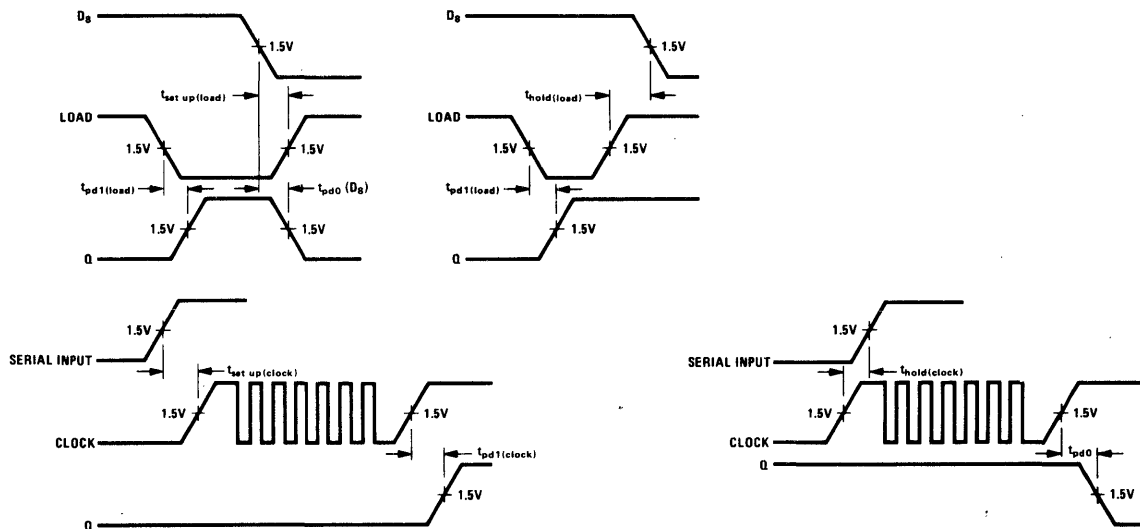 D8
1.5V
tset up(load)
LOAD
1.5V
1.5V
tpd1(load)
tpd0 (D8)
1.5V
1.5V
Q
D8
1.5V
thold(load)
LOAD
1.5V
1.5V
tpd1(load)
1.5V
Q
1.5V
SERIAL INPUT
tset up(clock)
1.5V
1.5V
CLOCK
tpd1(clock)
1.5V
Q
1.5V
SERIAL INPUT
thold(clock)
1.5V
1.5V
CLOCK
Q
tpd0
1.5V